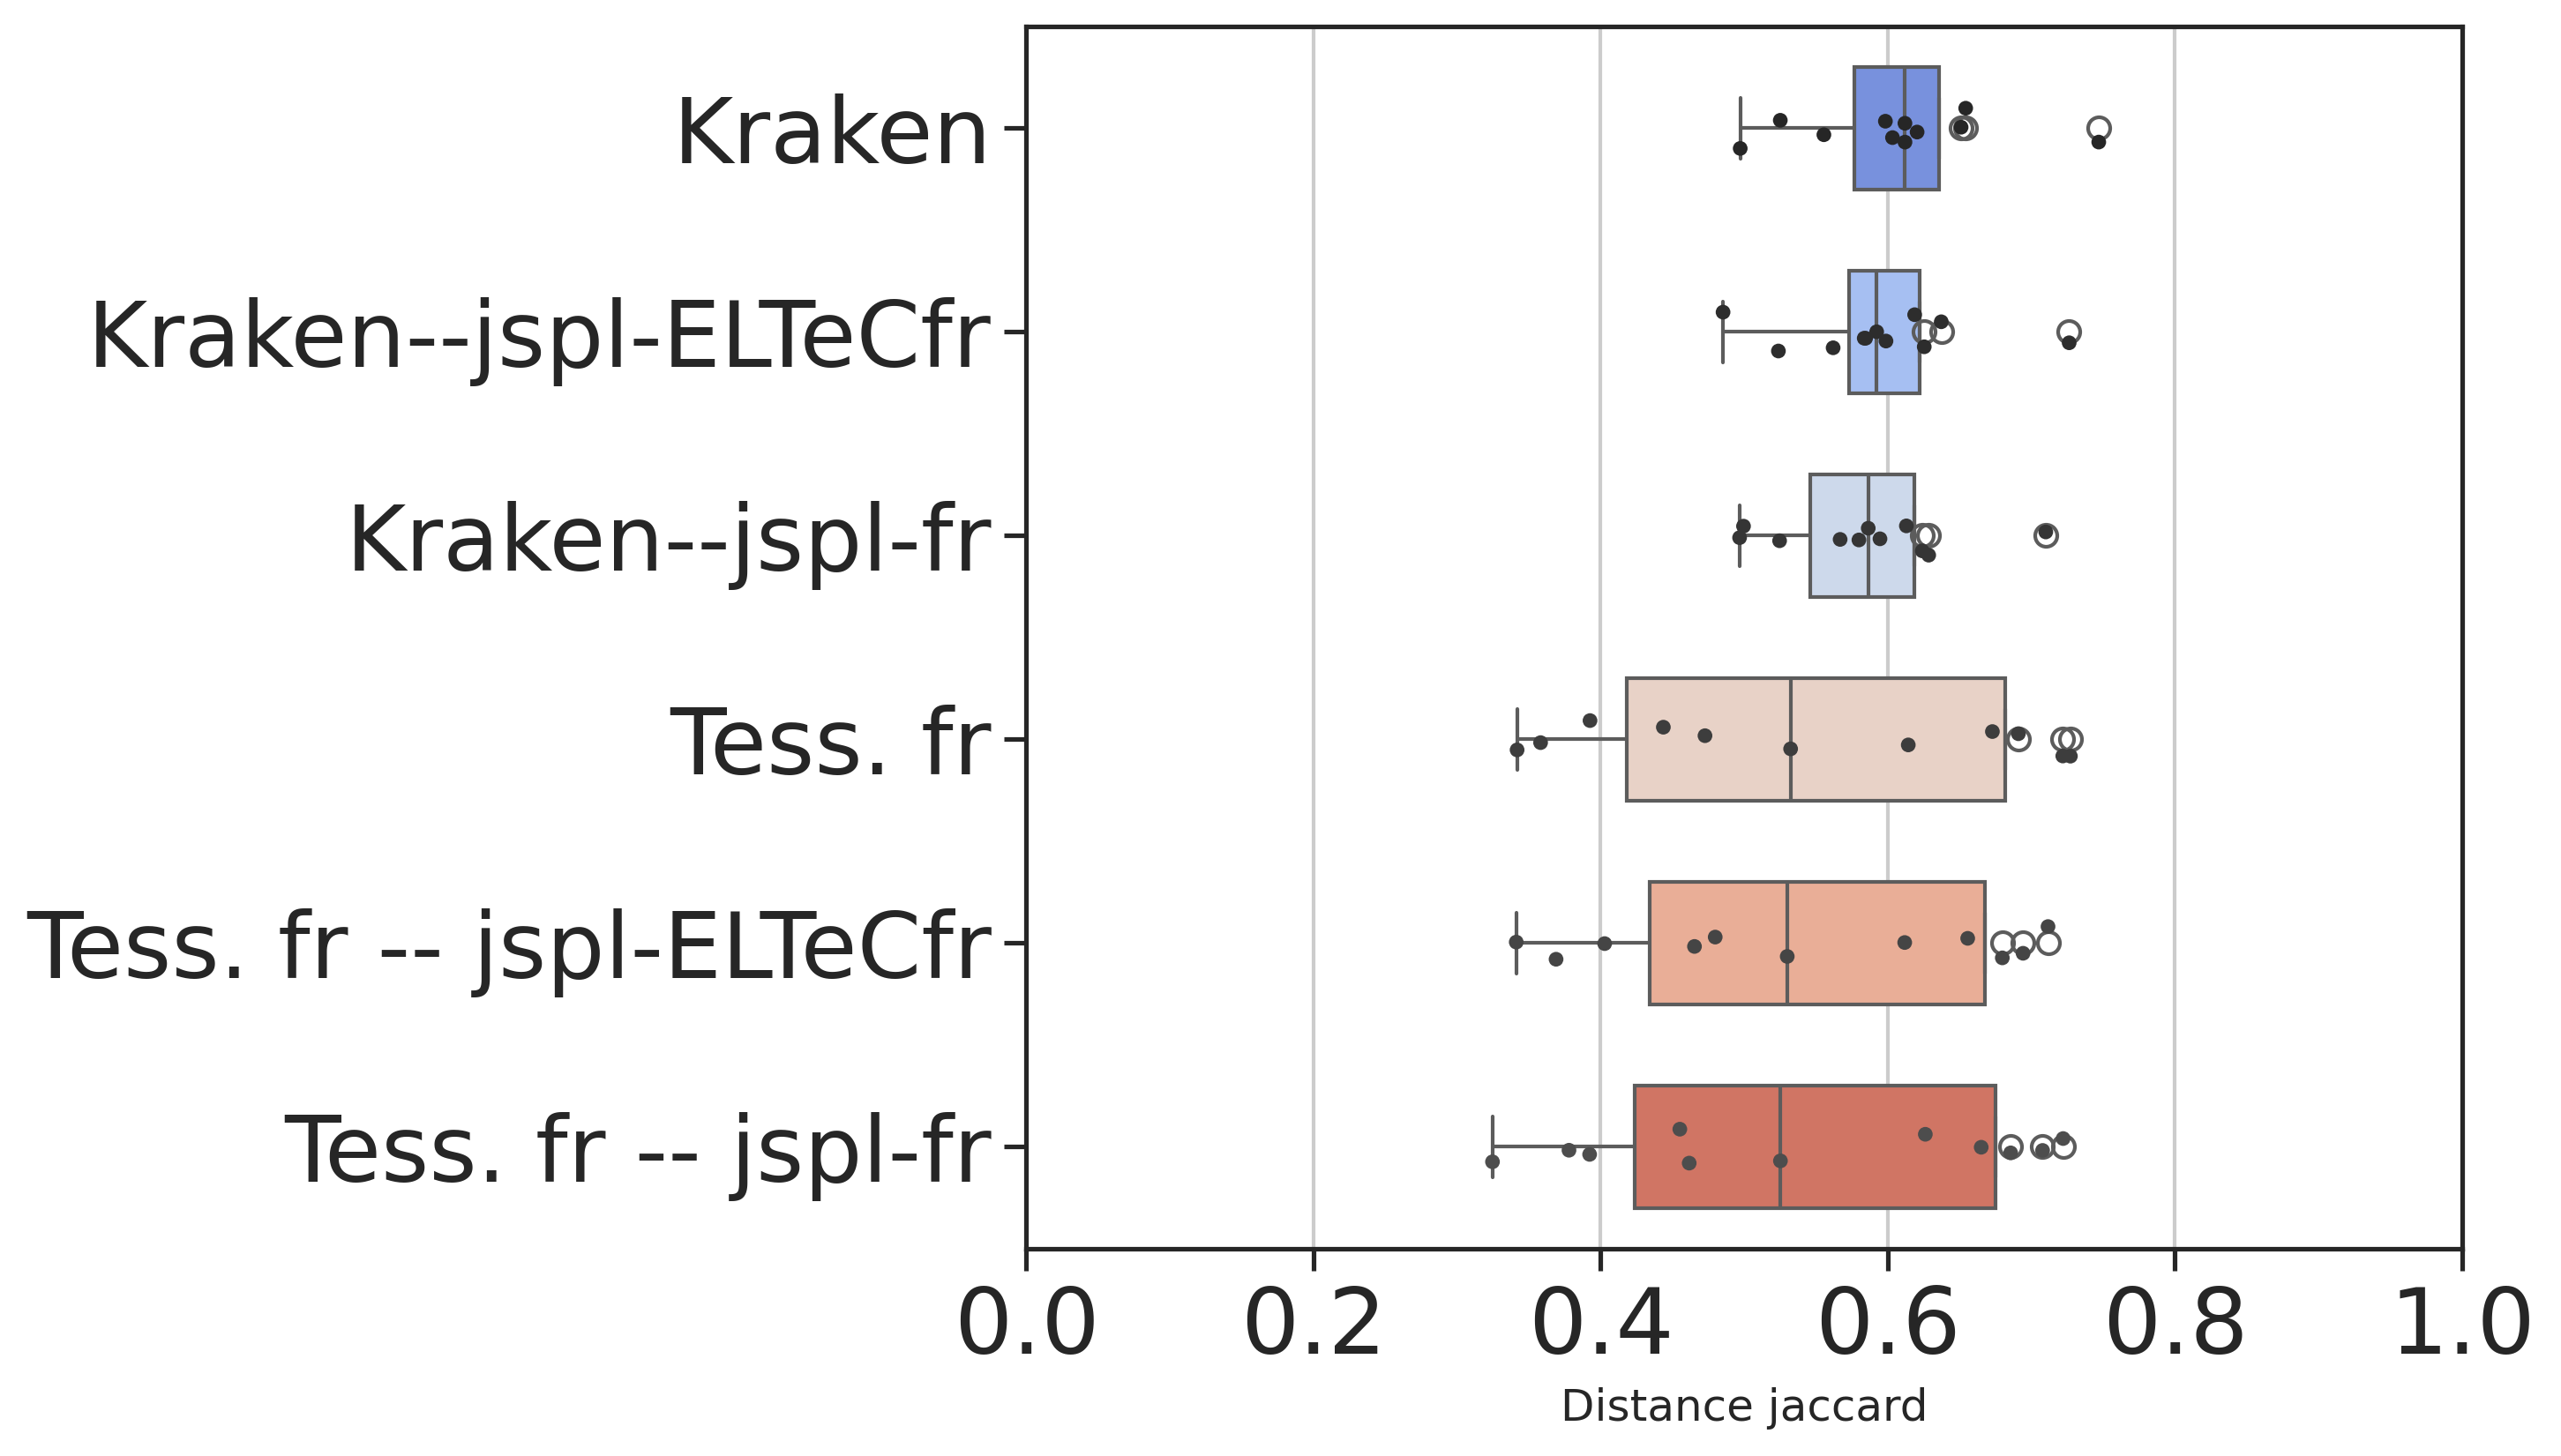 Kraken
Kraken--jspl-ELTeCfr
Kraken--jspl-fr
Tess. fr
Tess. fr -- jspl-ELTeCfr
Tess. fr -- jspl-fr
0.0 0.2 0.4 0.6 0.8 1.0
Distance jaccard